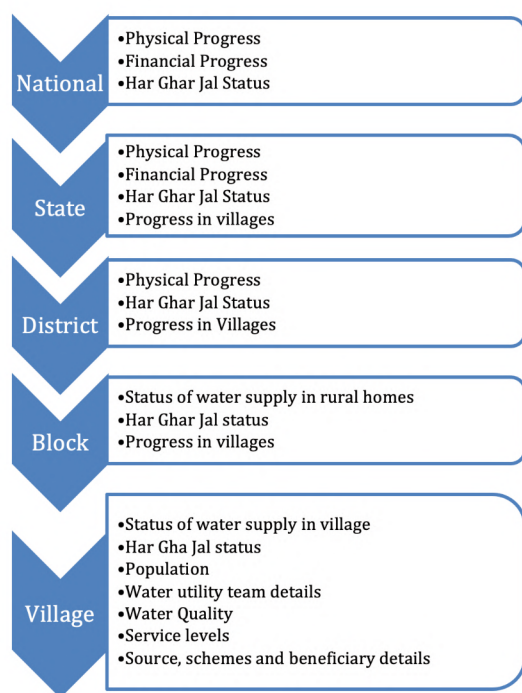 National
•Physical Progress
•Financial Progress
•Har Ghar Jal Status
State
•Physical Progress
•Financial Progress
•Har Ghar Jal Status
•Progress in villages
District
•Physical Progress
•Har Ghar Jal Status
•Progress in Villages
Block
•Status of water supply in rural homes
•Har Ghar Jal status
•Progress in villages
Village
•Status of water supply in village
•Har Gha Jal status
•Population
•Water utility team details
•Water Quality
•Service levels
•Source, schemes and beneficiary details